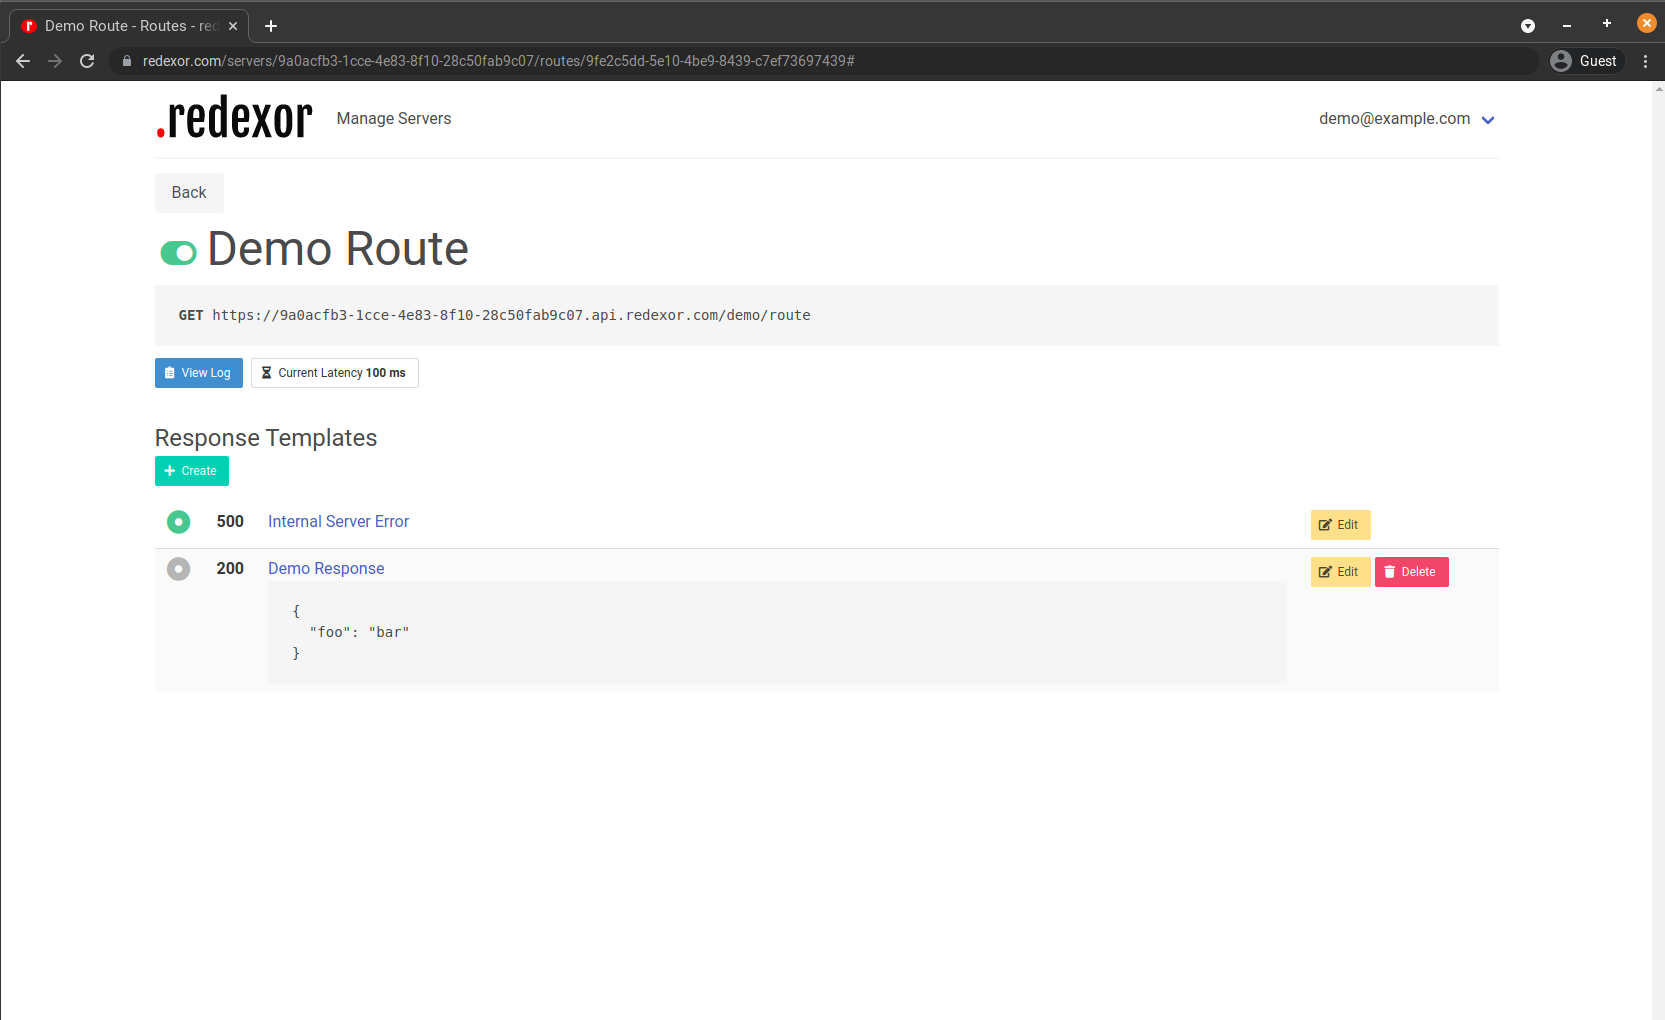 Demo Route - Routes - red
redexor.com/servers/9a0acfb3-1cce-4e83-8f10-28c50fab9c07/routes/9fe2c5dd-5e10-4be9-8439-c7ef73697439#
Guest
.redexor
Manage Servers
demo@example.com
Back
Demo Route
GET https://9a0acfb3-1cce-4e83-8f10-28c50fab9c07.api.redexor.com/demo/route
View Log
Current Latency 100 ms
Response Templates
Create
500 Internal Server Error
Edit
200 Demo Response
Edit
Delete
{
"foo": "bar"
}